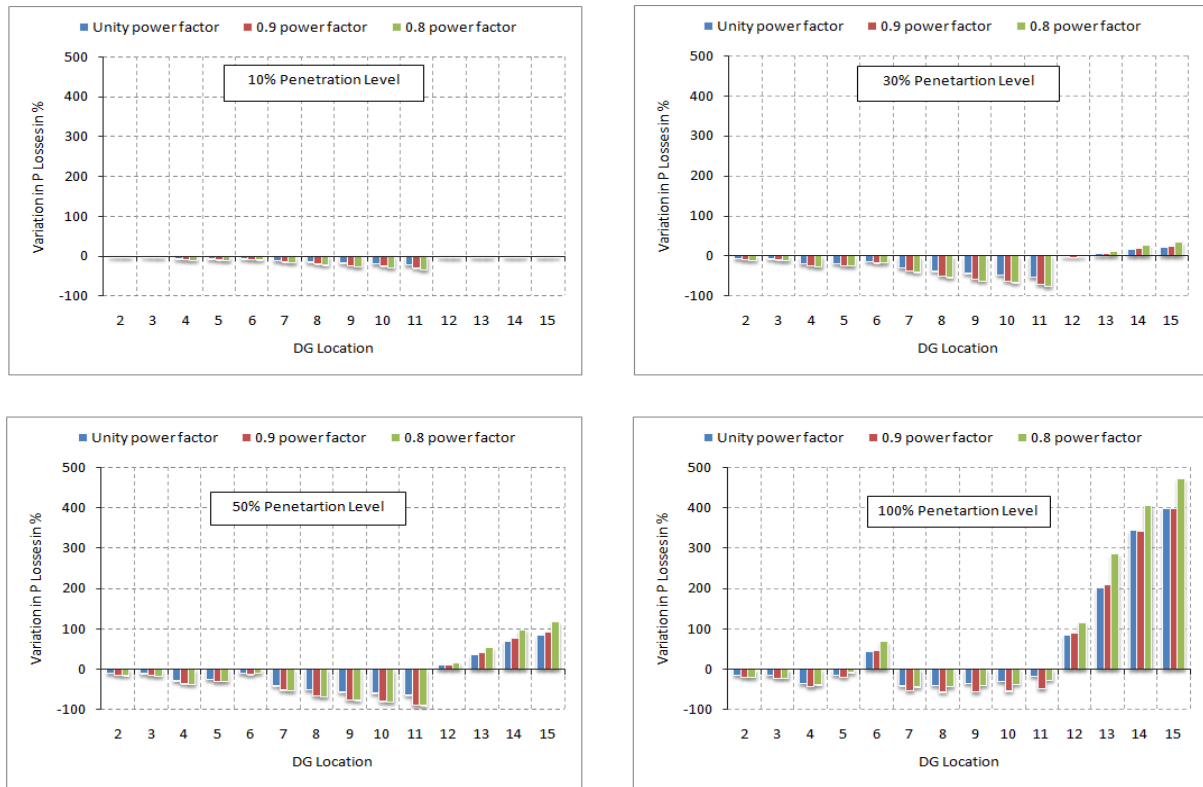 Unity power factor 0.9 power factor 0.8 power factor
10% Penetration Level
Variation in P Losses in %
500
400
300
200
100
0
-100
2 3 4 5 6 7 8 9 10 11 12 13 14 15
DG Location
Unity power factor 0.9 power factor 0.8 power factor
30% Penetartion Level
Variation in P Losses in %
500
400
300
200
100
0
-100
2 3 4 5 6 7 8 9 10 11 12 13 14 15
DG Location
Unity power factor 0.9 power factor 0.8 power factor
50% Penetartion Level
Variation in P Losses in %
500
400
300
200
100
0
-100
2 3 4 5 6 7 8 9 10 11 12 13 14 15
DG Location
Unity power factor 0.9 power factor 0.8 power factor
100% Penetartion Level
Variation in P Losses in %
500
400
300
200
100
0
-100
2 3 4 5 6 7 8 9 10 11 12 13 14 15
DG Location